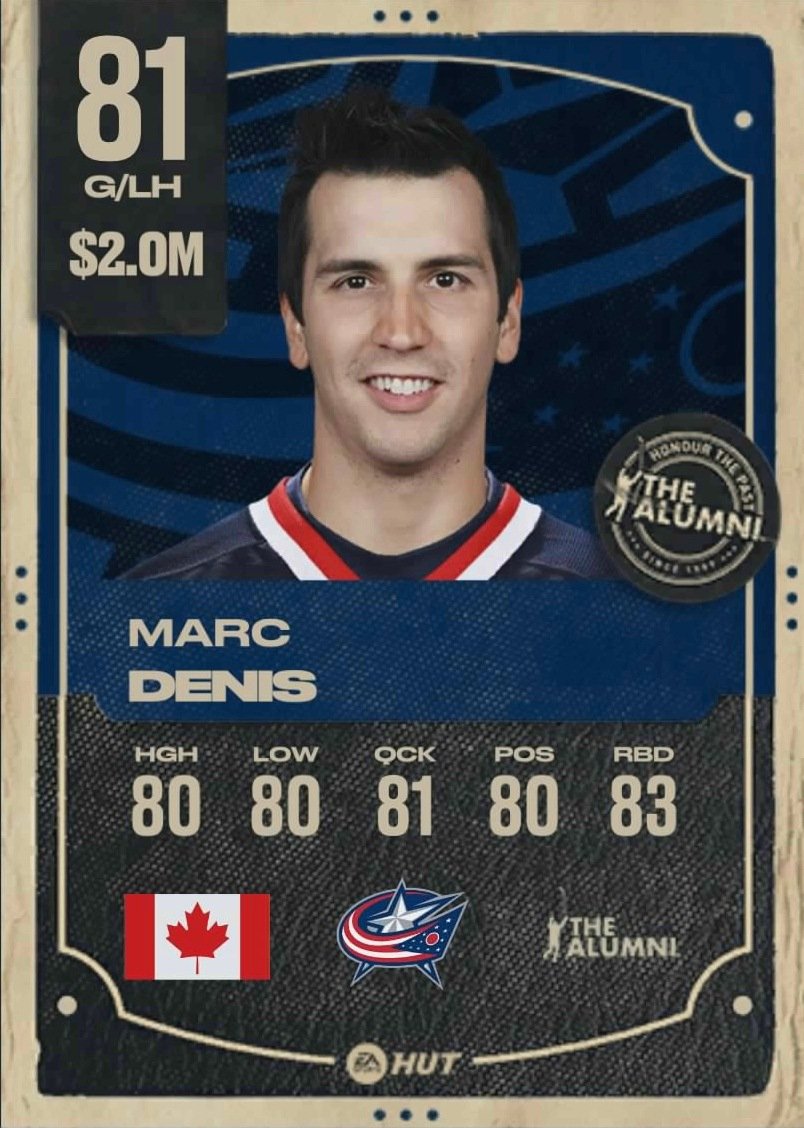 81
G/LH
$2.0M
HONOUR THE PAST
THE
ALUMNI
MARC
DENIS
HGH LOW QCK POS RBD
80 80 81 80 83
THE
ALUMNI
EA HUT